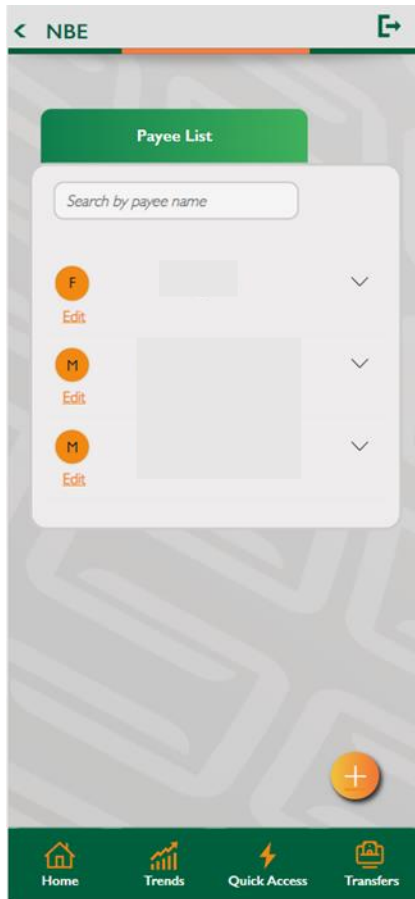 NBE
Payee List
Search by payee name
F
Edit
M
Edit
M
Edit
Home Trends Quick Access Transfers